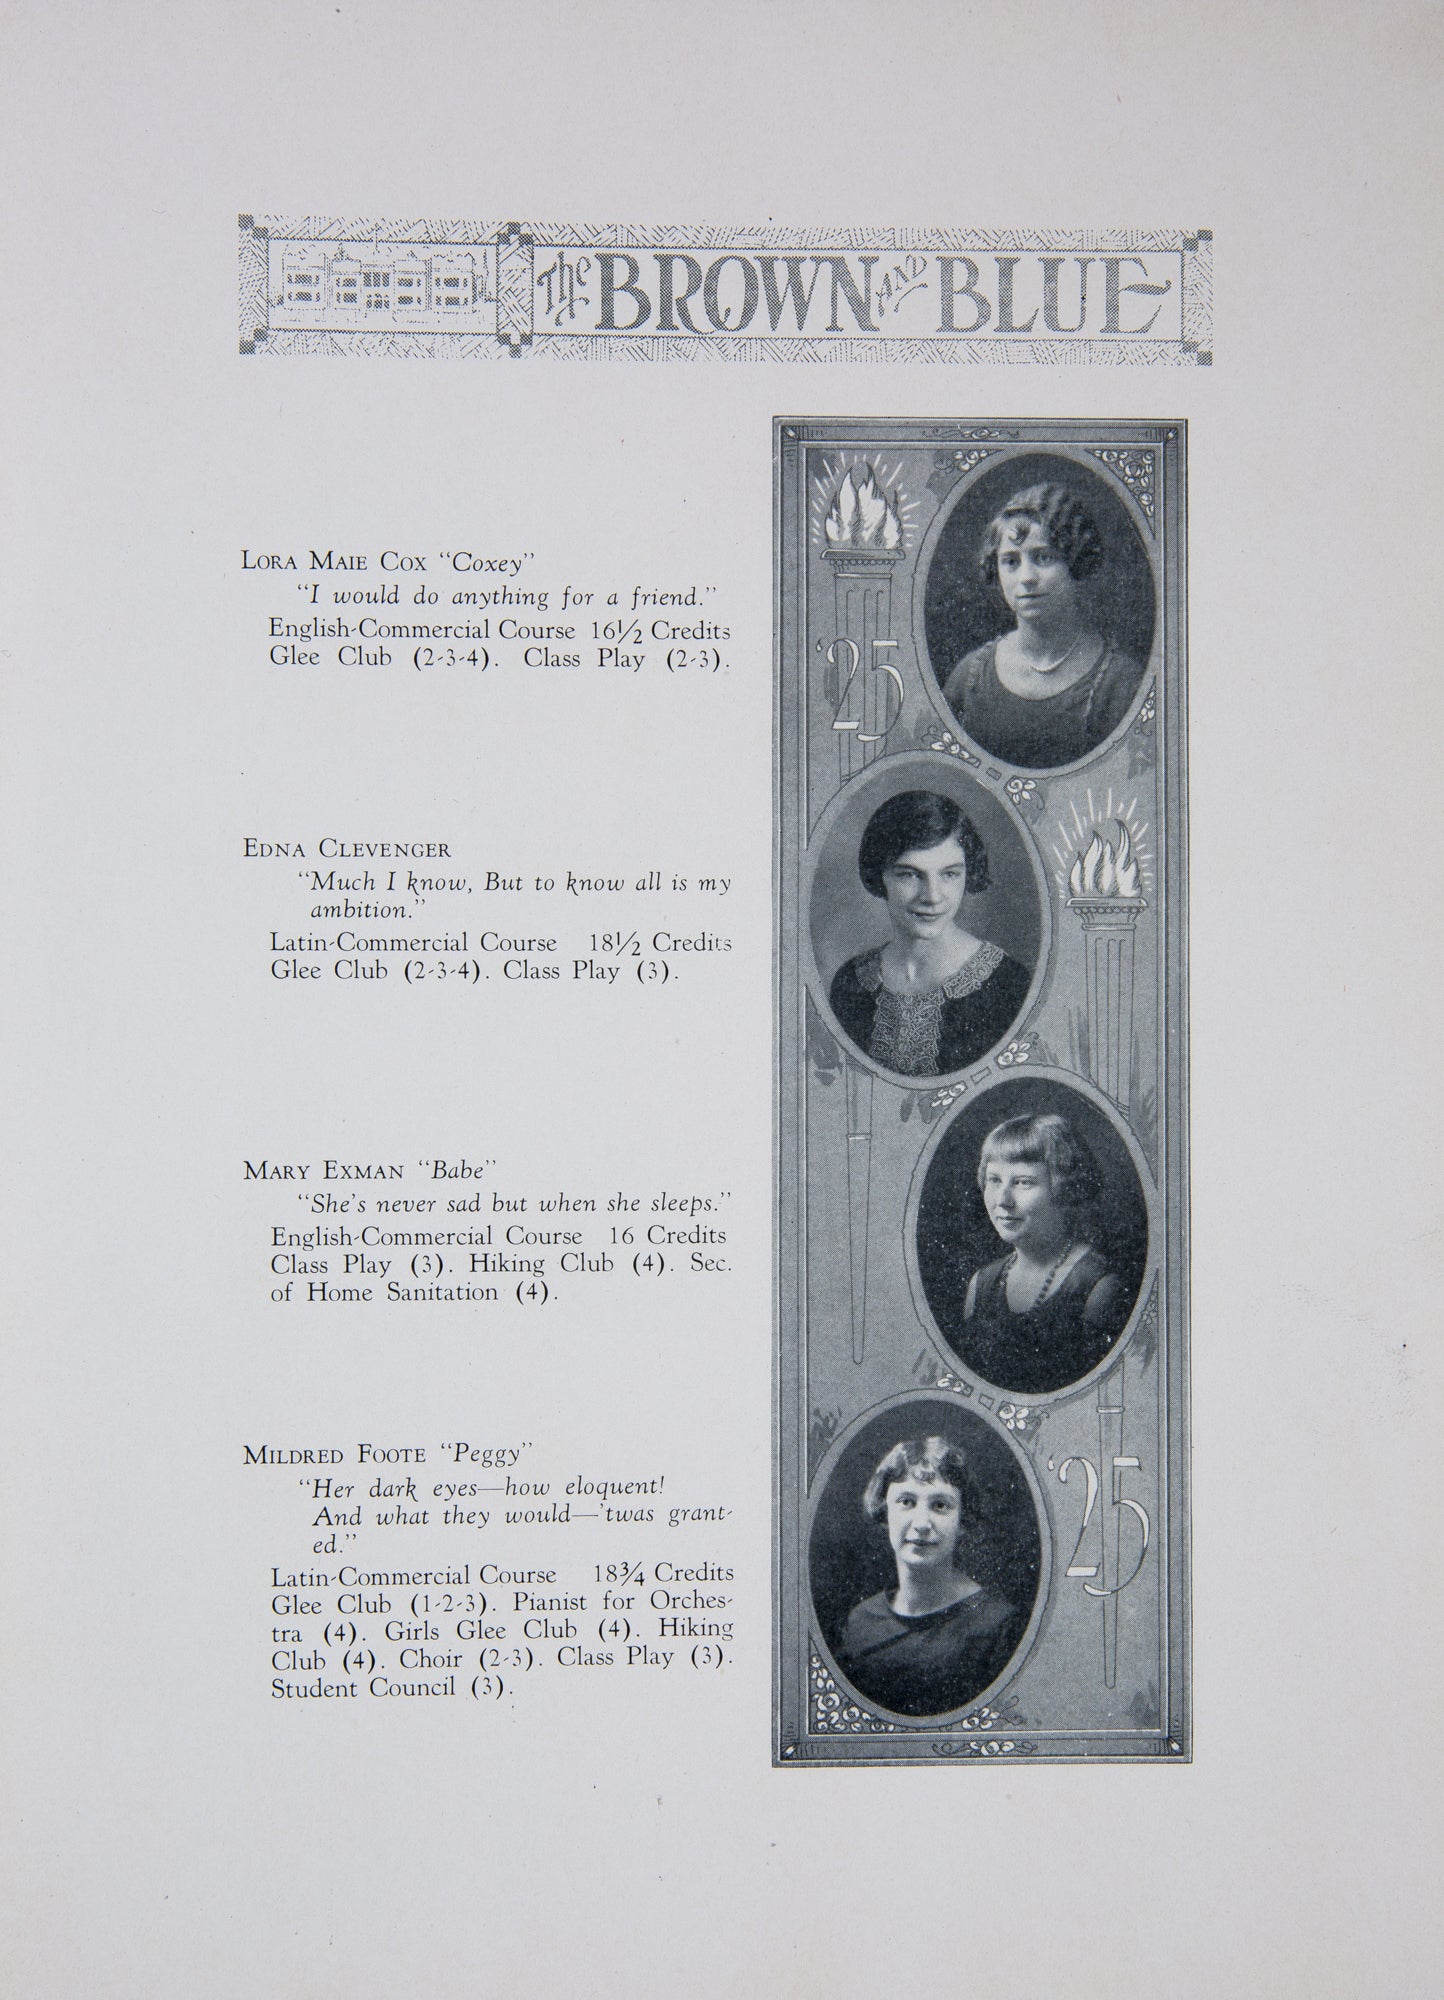 The BROWN AND BLUE
LORA MAIE COX "Coxey"
"I would do anything for a friend."
English-Commercial Course 16½ Credits
Glee Club (2-3-4). Class Play (2-3).
EDNA CLEVENGER
"Much I know, But to know all is my
ambition."
Latin-Commercial Course 18½ Credits
Glee Club (2-3-4). Class Play (3).
MARY EXMAN "Babe"
"She's never sad but when she sleeps."
English-Commercial Course 16 Credits
Class Play (3). Hiking Club (4). Sec.
of Home Sanitation (4).
MILDRED FOOTE "Peggy"
"Her dark eyes—how eloquent!
And what they would—'twas grant-
ed."
Latin-Commercial Course 18¾ Credits
Glee Club (1-2-3). Pianist for Orches-
tra (4). Girls Glee Club (4). Hiking
Club (4). Choir (2-3). Class Play (3).
Student Council (3).
'25
'25